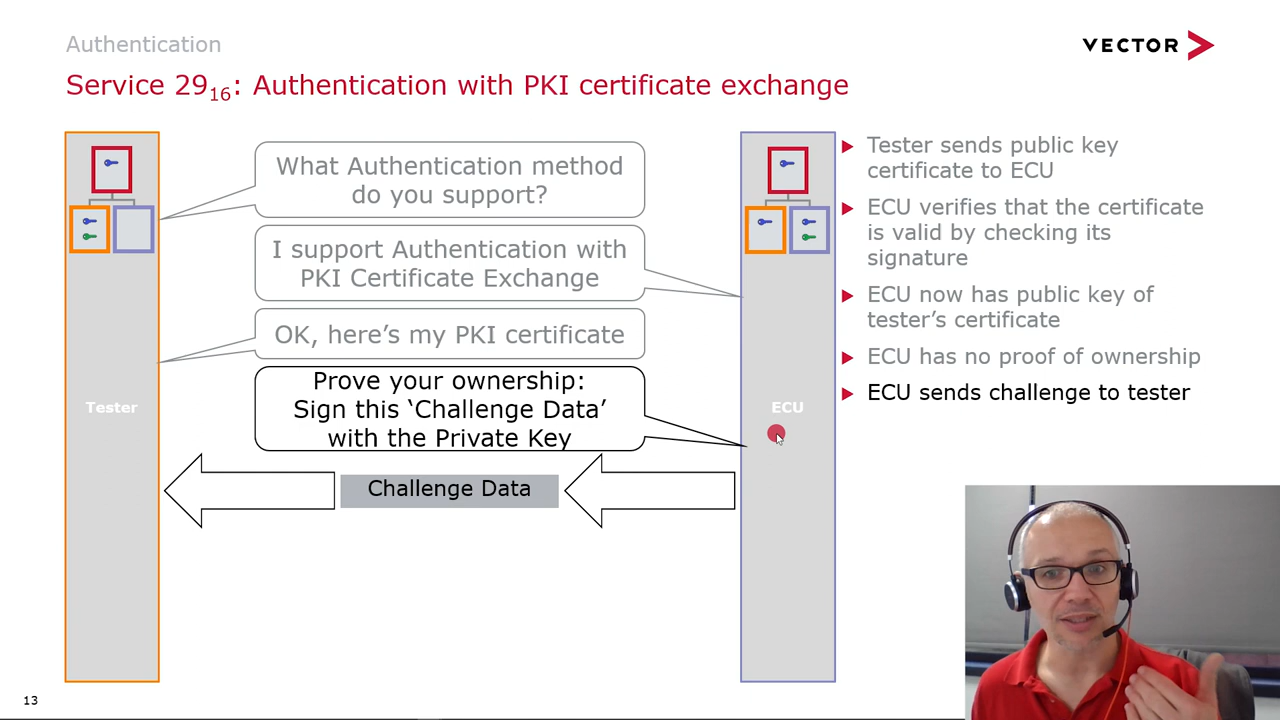 Authentication
VECTOR
Service 29₁₆: Authentication with PKI certificate exchange
What Authentication method
do you support?
I support Authentication with
PKI Certificate Exchange
OK, here’s my PKI certificate
Prove your ownership:
Sign this ‘Challenge Data’
with the Private Key
Tester
ECU
Challenge Data
Tester sends public key
certificate to ECU
ECU verifies that the certificate
is valid by checking its
signature
ECU now has public key of
tester’s certificate
ECU has no proof of ownership
ECU sends challenge to tester
13